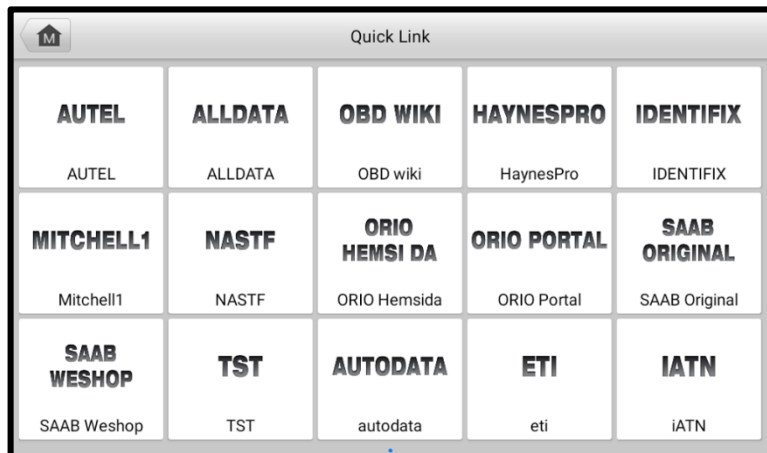 M
Quick Link
AUTEL
AUTEL
ALLDATA
ALLDATA
OBD WIKI
OBD wiki
HAYNESPRO
HaynesPro
IDENTIFIX
IDENTIFIX
MITCHELL1
Mitchell1
NASTF
NASTF
ORIO
HEMSI DA
ORIO Hemsida
ORIO PORTAL
ORIO Portal
SAAB
ORIGINAL
SAAB Original
SAAB
WESHOP
SAAB Weshop
TST
TST
AUTODATA
autodata
ETI
eti
IATN
iATN